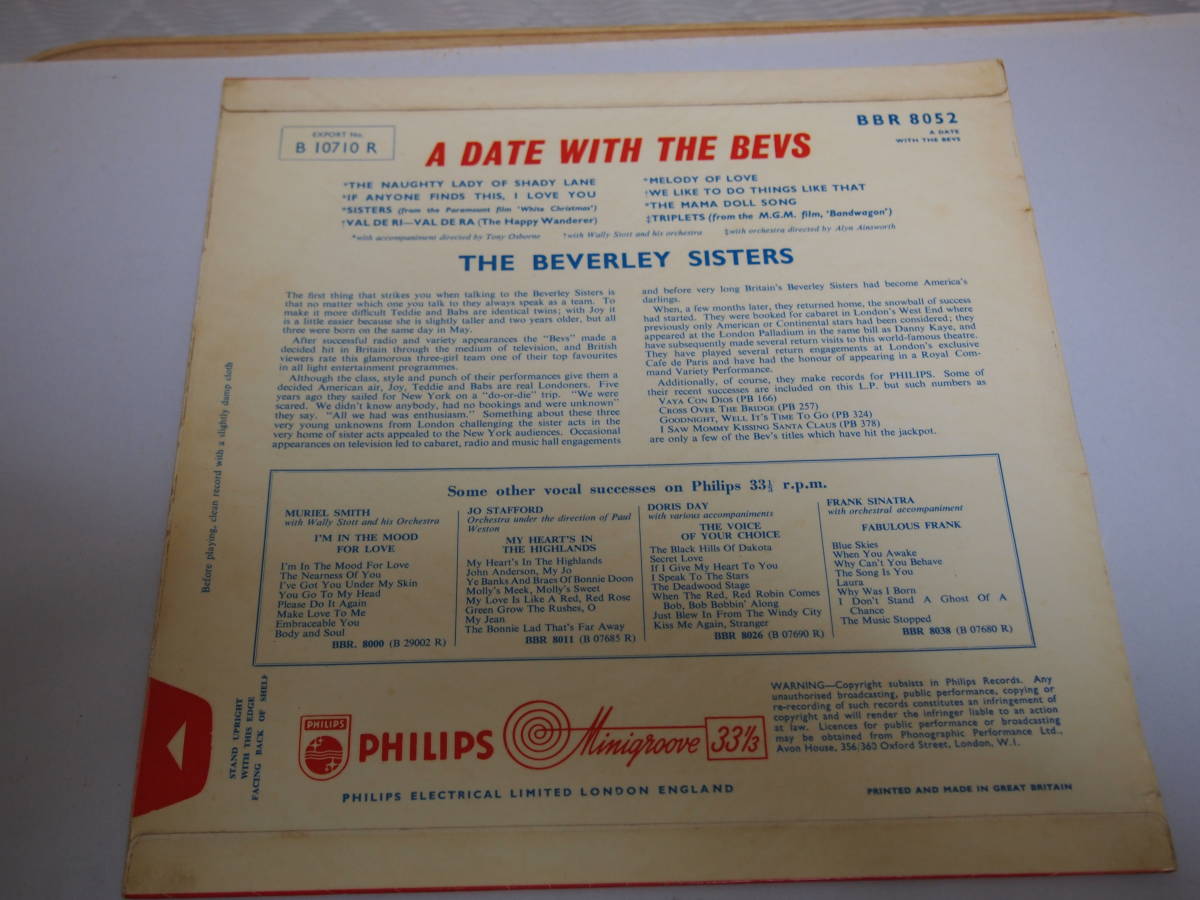 EXPORT No.
B 10710 R
A DATE WITH THE BEVS
BBR 8052
A DATE
WITH THE BEVS
*THE NAUGHTY LADY OF SHADY LANE
*IF ANYONE FINDS THIS, I LOVE YOU
*SISTERS (from the Paramount film 'White Christmas')
†VAL DE RI—VAL DE RA (The Happy Wanderer)
*MELODY OF LOVE
†WE LIKE TO DO THINGS LIKE THAT
*THE MAMA DOLL SONG
‡TRIPLETS (from the M.G.M. film, 'Bandwagon')
*with accompaniment directed by Tony Osborne †with Wally Stott and his orchestra ‡with orchestra directed by Alyn Ainsworth
THE BEVERLEY SISTERS
The first thing that strikes you when talking to the Beverley Sisters is
that no matter which one you talk to they always speak as a team. To
make it more difficult Teddie and Babs are identical twins; with Joy it
is a little easier because she is slightly taller and two years older, but all
three were born on the same day in May.
After successful radio and variety appearances the "Bevs" made a
decided hit in Britain through the medium of television, and British
viewers rate this glamorous three-girl team one of their top favourites
in all light entertainment programmes.
Although the class, style and punch of their performances give them a
decided American air, Joy, Teddie and Babs are real Londoners. Five
years ago they sailed for New York on a "do-or-die" trip. "We were
scared. We didn't know anybody, had no bookings and were unknown"
they say. "All we had was enthusiasm." Something about these three
very young unknowns from London challenging the sister acts in the
very home of sister acts appealed to the New York audiences. Occasional
appearances on television led to cabaret, radio and music hall engagements
and before very long Britain's Beverley Sisters had become America's
darlings.
When, a few months later, they returned home, the snowball of success
had started. They were booked for cabaret in London's West End where
previously only American or Continental stars had been considered; they
appeared at the London Palladium in the same bill as Danny Kaye, and
have subsequently made several return visits to this world-famous theatre.
They have played several return engagements at London's exclusive
Cafe de Paris and have had the honour of appearing in a Royal Com-
mand Variety Performance.
Additionally, of course, they make records for PHILIPS. Some of
their recent successes are included on this L.P. but such numbers as
VAYA CON DIOS (PB 166)
CROSS OVER THE BRIDGE (PB 257)
GOODNIGHT, WELL IT'S TIME TO GO (PB 324)
I SAW MOMMY KISSING SANTA CLAUS (PB 378)
are only a few of the Bev's titles which have hit the jackpot.
Before playing, clean record with a slightly damp cloth
Some other vocal successes on Philips 33⅓ r.p.m.
MURIEL SMITH
with Wally Stott and his Orchestra
I'M IN THE MOOD
FOR LOVE
I'm In The Mood For Love
The Nearness Of You
I've Got You Under My Skin
You Go To My Head
Please Do It Again
Make Love To Me
Embraceable You
Body and Soul
BBR. 8000 (B 29002 R)
JO STAFFORD
Orchestra under the direction of Paul
Weston
MY HEART'S IN
THE HIGHLANDS
My Heart's In The Highlands
John Anderson, My Jo
Ye Banks And Braes Of Bonnie Doon
Molly's Meek, Molly's Sweet
My Love Is Like A Red, Red Rose
Green Grow The Rushes, O
My Jean
The Bonnie Lad That's Far Away
BBR 8011 (B 07685 R)
DORIS DAY
with various accompaniments
THE VOICE
OF YOUR CHOICE
The Black Hills Of Dakota
Secret Love
If I Give My Heart To You
I Speak To The Stars
The Deadwood Stage
When The Red, Red Robin Comes
Bob, Bob Bobbin' Along
Just Blew In From The Windy City
Kiss Me Again, Stranger
BBR 8026 (B 07690 R)
FRANK SINATRA
with orchestral accompaniment
FABULOUS FRANK
Blue Skies
When You Awake
Why Can't You Behave
The Song Is You
Laura
Why Was I Born
I Don't Stand A Ghost Of A
Chance
The Music Stopped
BBR 8038 (B 07680 R)
STAND UPRIGHT
WITH THIS EDGE
FACING BACK OF SHELF
PHILIPS
PHILIPS
Minigroove
33⅓
WARNING—Copyright subsists in Philips Records. Any
unauthorised broadcasting, public performance, copying or
re-recording of such records constitutes an infringement of
copyright and will render the infringer liable to an action
at law. Licences for public performance or broadcasting
may be obtained from Phonographic Performance Ltd.,
Avon House, 356/360 Oxford Street, London, W.1.
PHILIPS ELECTRICAL LIMITED LONDON ENGLAND
PRINTED AND MADE IN GREAT BRITAIN